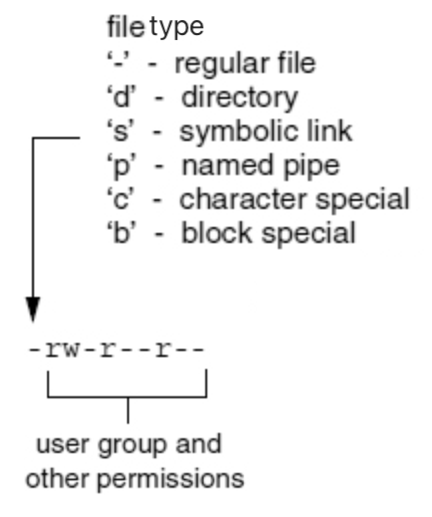 file type
‘-’ - regular file
‘d’ - directory
‘s’ - symbolic link
‘p’ - named pipe
‘c’ - character special
‘b’ - block special
-rw-r--r--
user group and
other permissions